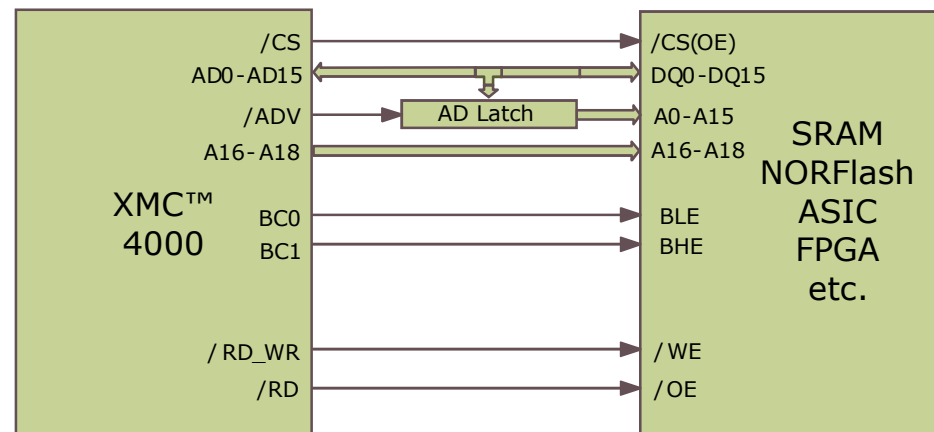 /CS
/CS(OE)
AD0-AD15
DQ0-DQ15
/ADV
AD Latch
A0-A15
A16-A18
A16-A18
XMC™
4000
BC0
BLE
BC1
BHE
/ RD_WR
/ WE
/RD
/ OE
SRAM
NORFlash
ASIC
FPGA
etc.